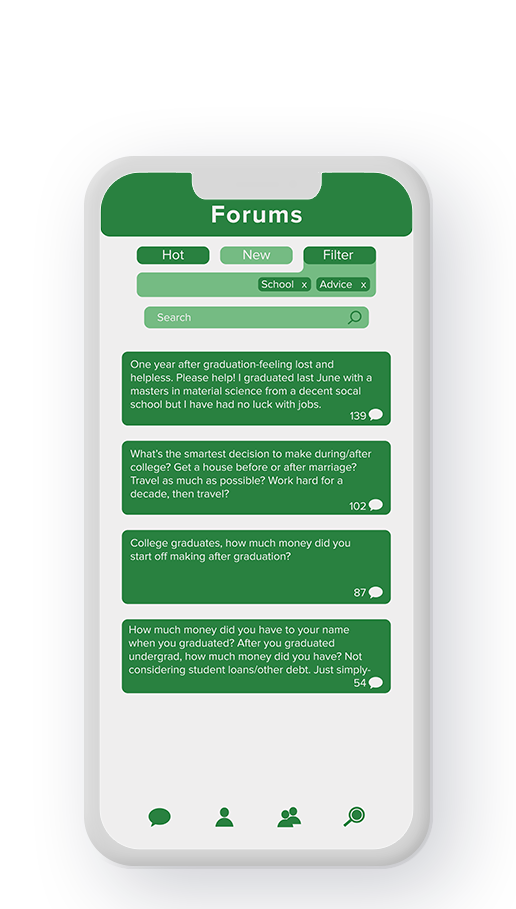 Forums
Hot New Filter
School x Advice x
Search
One year after graduation-feeling lost and
helpless. Please help! I graduated last June with a
masters in material science from a decent socal
school but I have had no luck with jobs.
139
What's the smartest decision to make during/after
college? Get a house before or after marriage?
Travel as much as possible? Work hard for a
decade, then travel?
102
College graduates, how much money did you
start off making after graduation?
87
How much money did you have to your name
when you graduated? After you graduated
undergrad, how much money did you have? Not
considering student loans/other debt. Just simply-
54